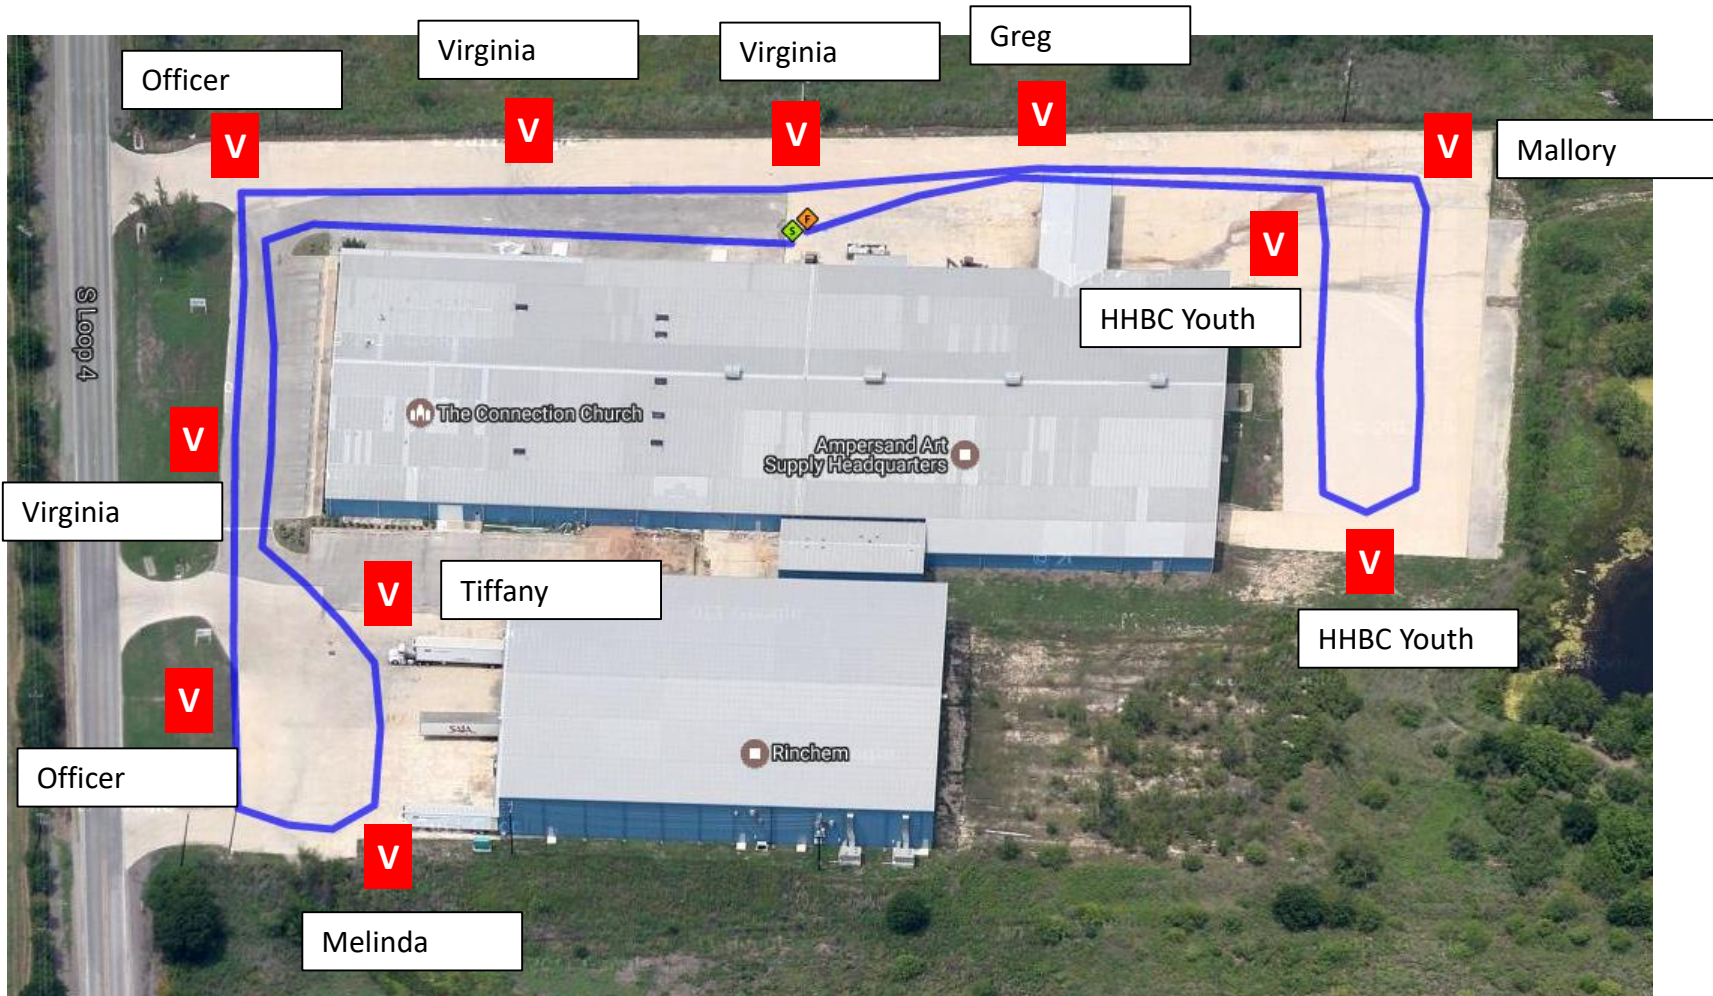 Virginia
Virginia
Greg
Officer
V
V
V
V
V
Mallory
F
S
V
HHBC Youth
S Loop 4
V
The Connection Church
Ampersand Art
Supply Headquarters
Virginia
V
V
Tiffany
HHBC Youth
V
SAIA
Officer
Rinchem
V
Melinda